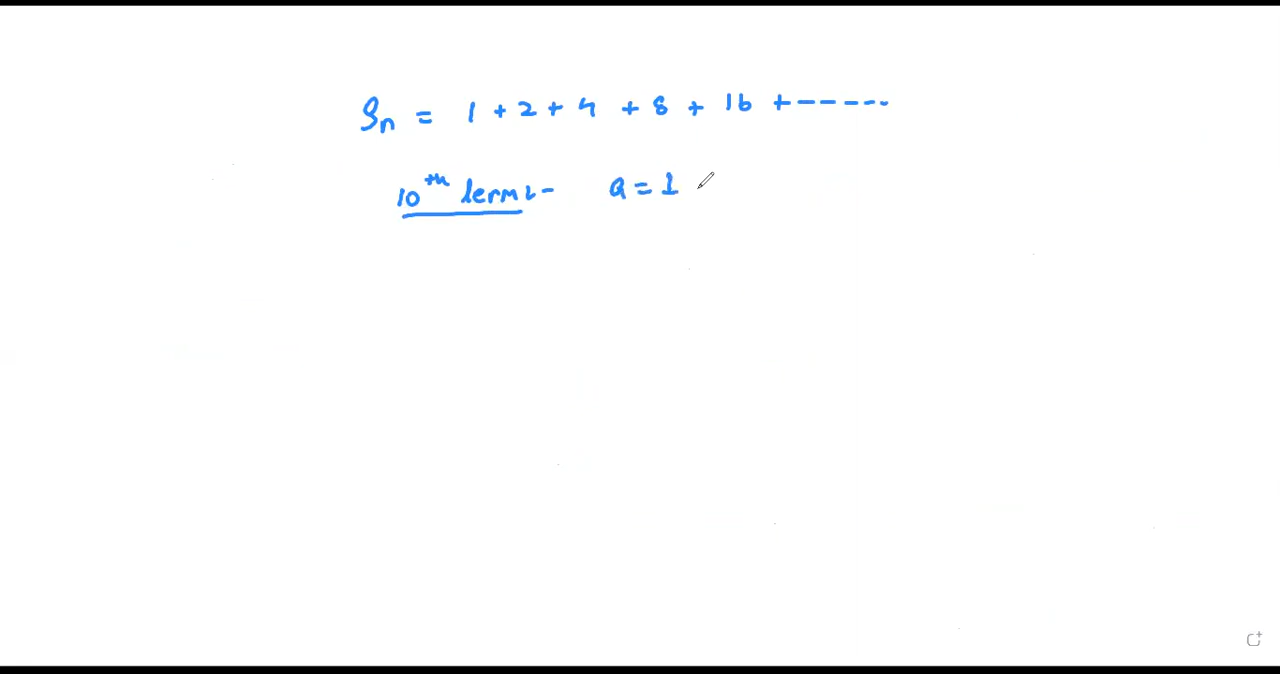 Sn = 1 + 2 + 4 + 8 + 16 + -----
10th term :- a = 1